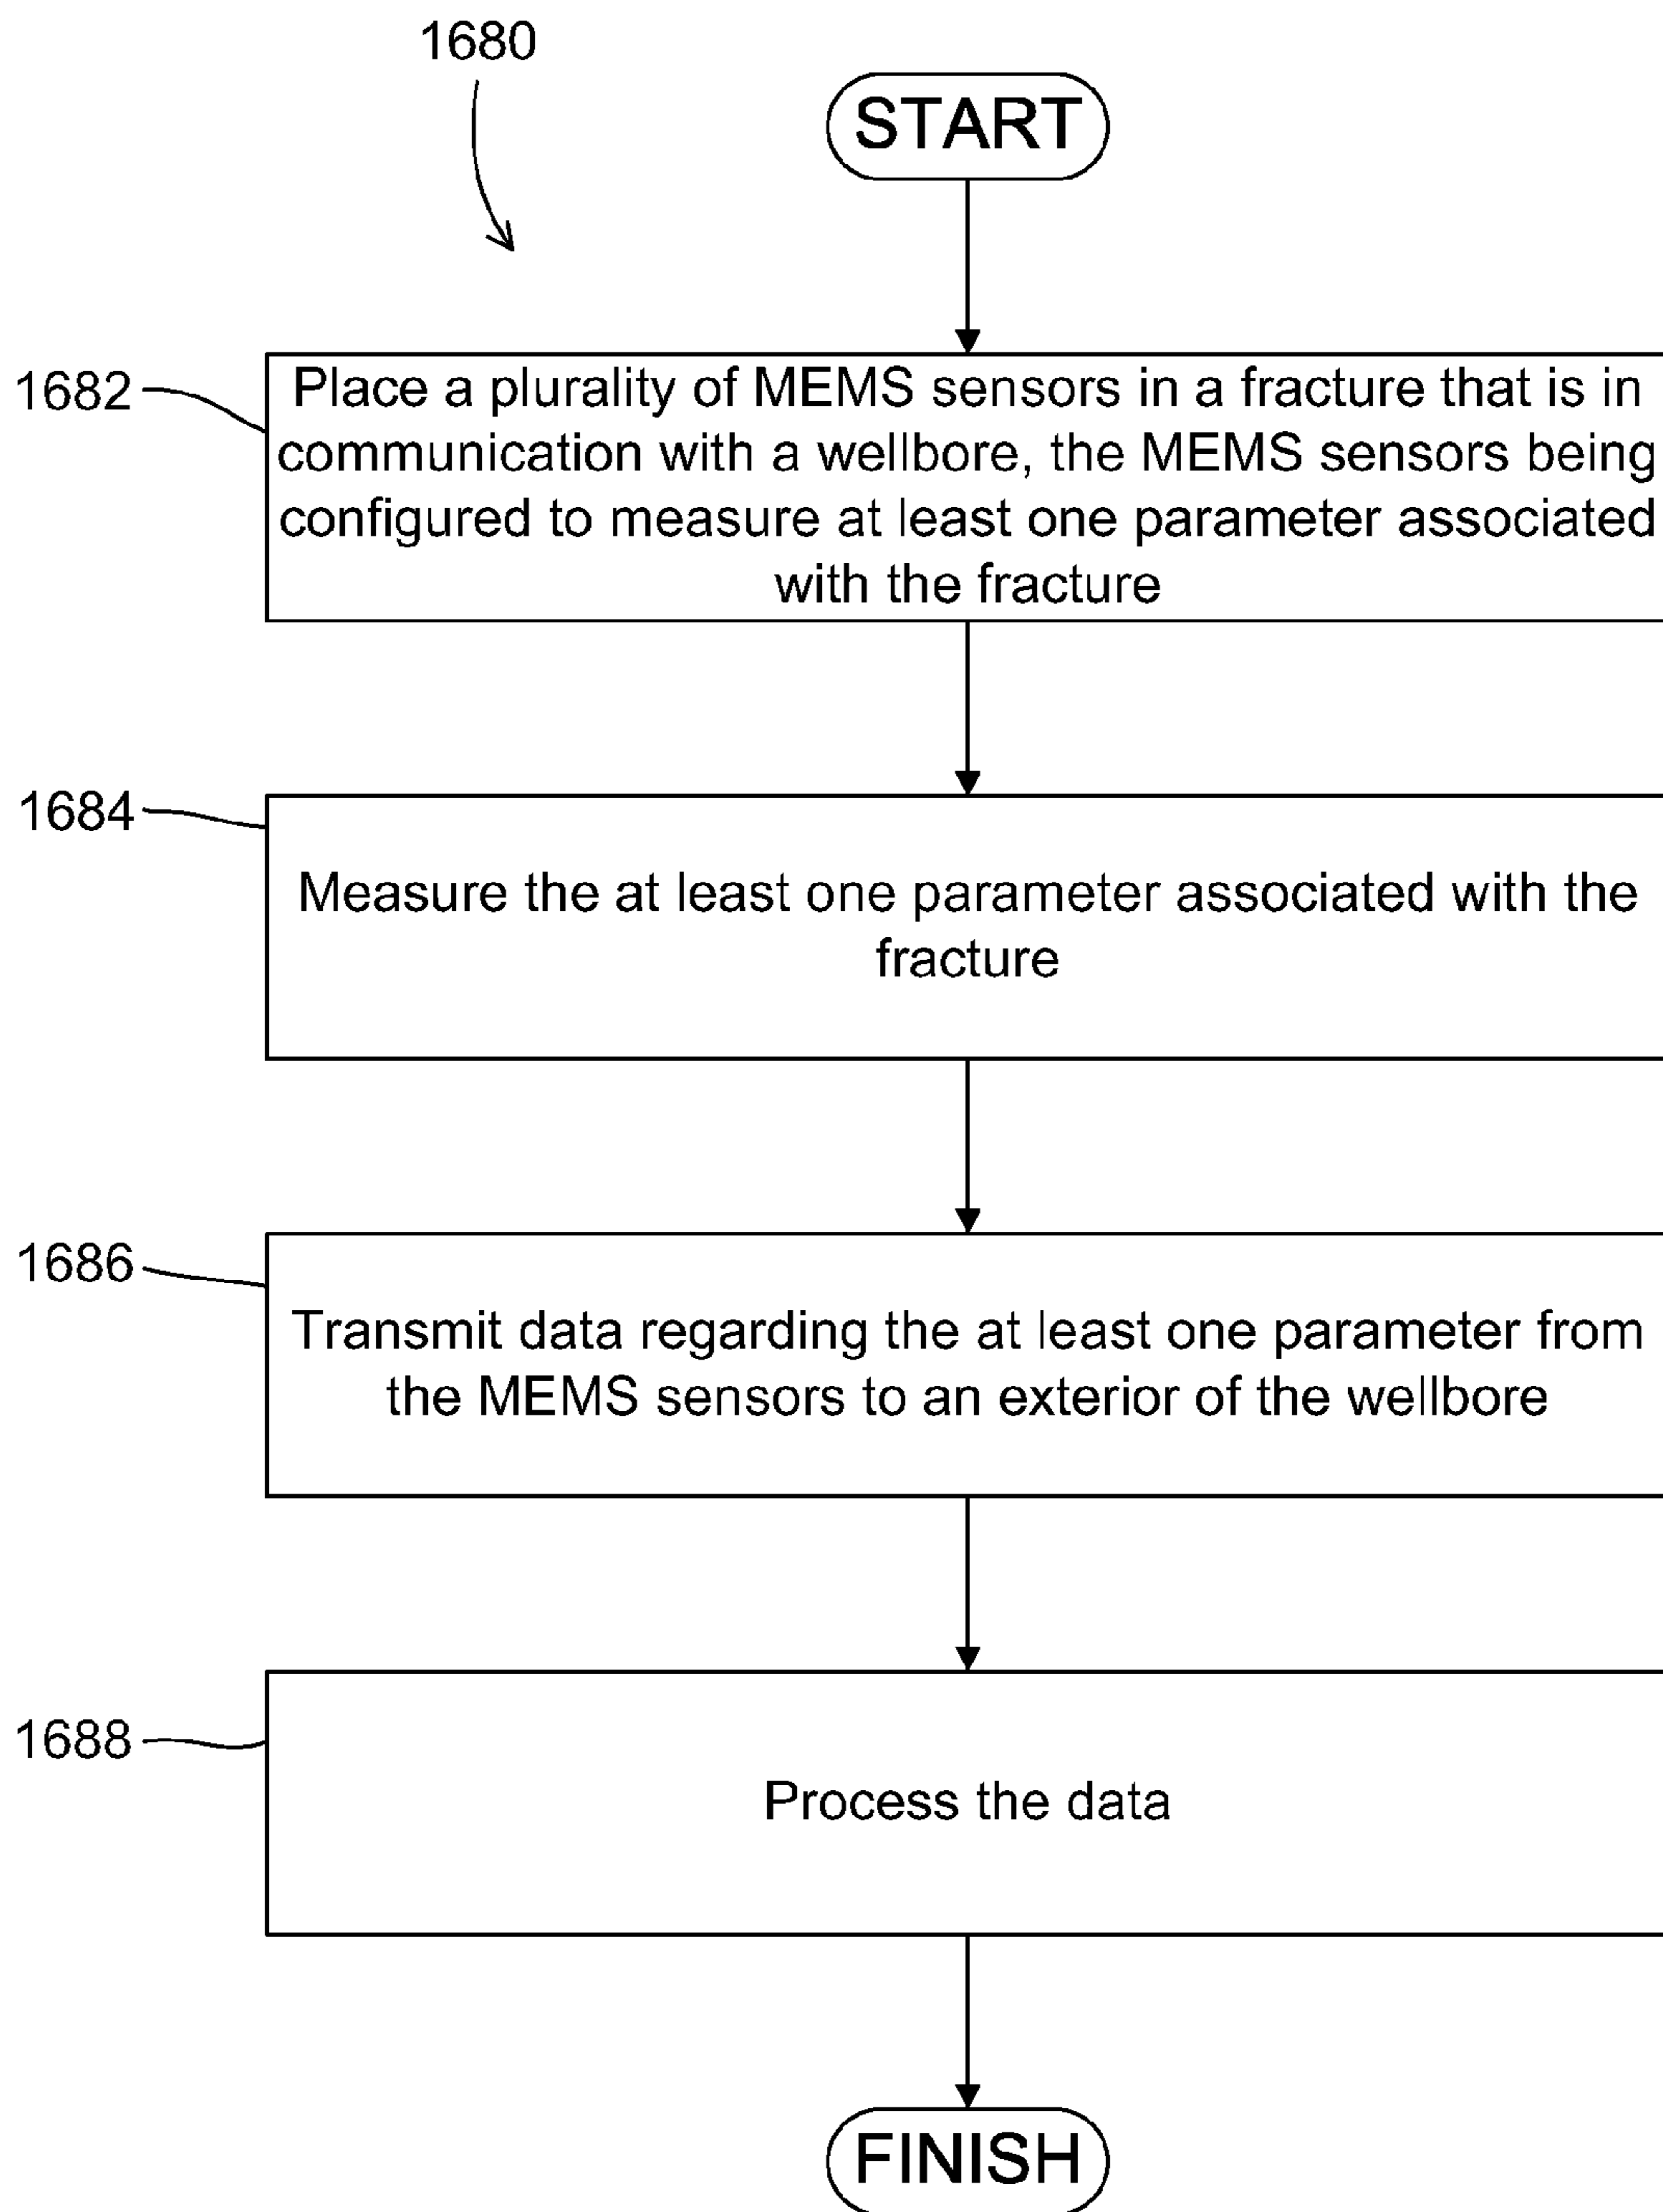 1680
START
1682
Place a plurality of MEMS sensors in a fracture that is in
communication with a wellbore, the MEMS sensors being
configured to measure at least one parameter associated
with the fracture
1684
Measure the at least one parameter associated with the
fracture
1686
Transmit data regarding the at least one parameter from
the MEMS sensors to an exterior of the wellbore
1688
Process the data
FINISH